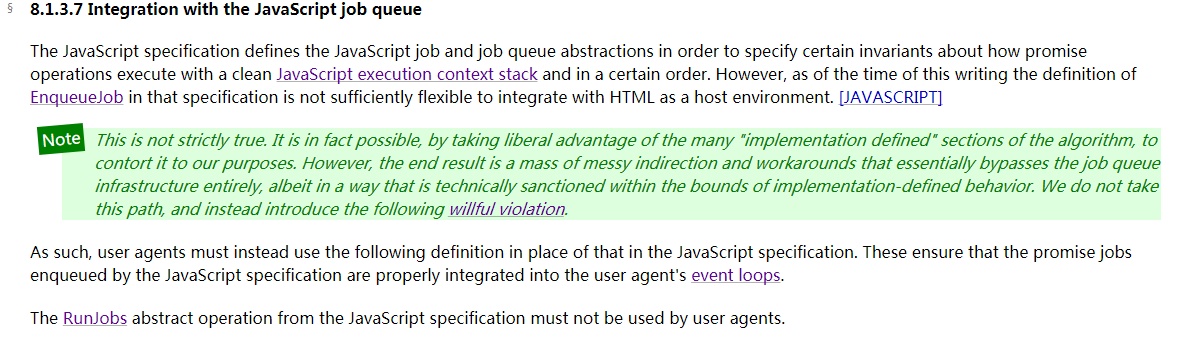 § 8.1.3.7 Integration with the JavaScript job queue
The JavaScript specification defines the JavaScript job and job queue abstractions in order to specify certain invariants about how promise
operations execute with a clean JavaScript execution context stack and in a certain order. However, as of the time of this writing the definition of
EnqueueJob in that specification is not sufficiently flexible to integrate with HTML as a host environment. [JAVASCRIPT]
Note This is not strictly true. It is in fact possible, by taking liberal advantage of the many "implementation defined" sections of the algorithm, to
contort it to our purposes. However, the end result is a mass of messy indirection and workarounds that essentially bypasses the job queue
infrastructure entirely, albeit in a way that is technically sanctioned within the bounds of implementation-defined behavior. We do not take
this path, and instead introduce the following willful violation.
As such, user agents must instead use the following definition in place of that in the JavaScript specification. These ensure that the promise jobs
enqueued by the JavaScript specification are properly integrated into the user agent's event loops.
The RunJobs abstract operation from the JavaScript specification must not be used by user agents.